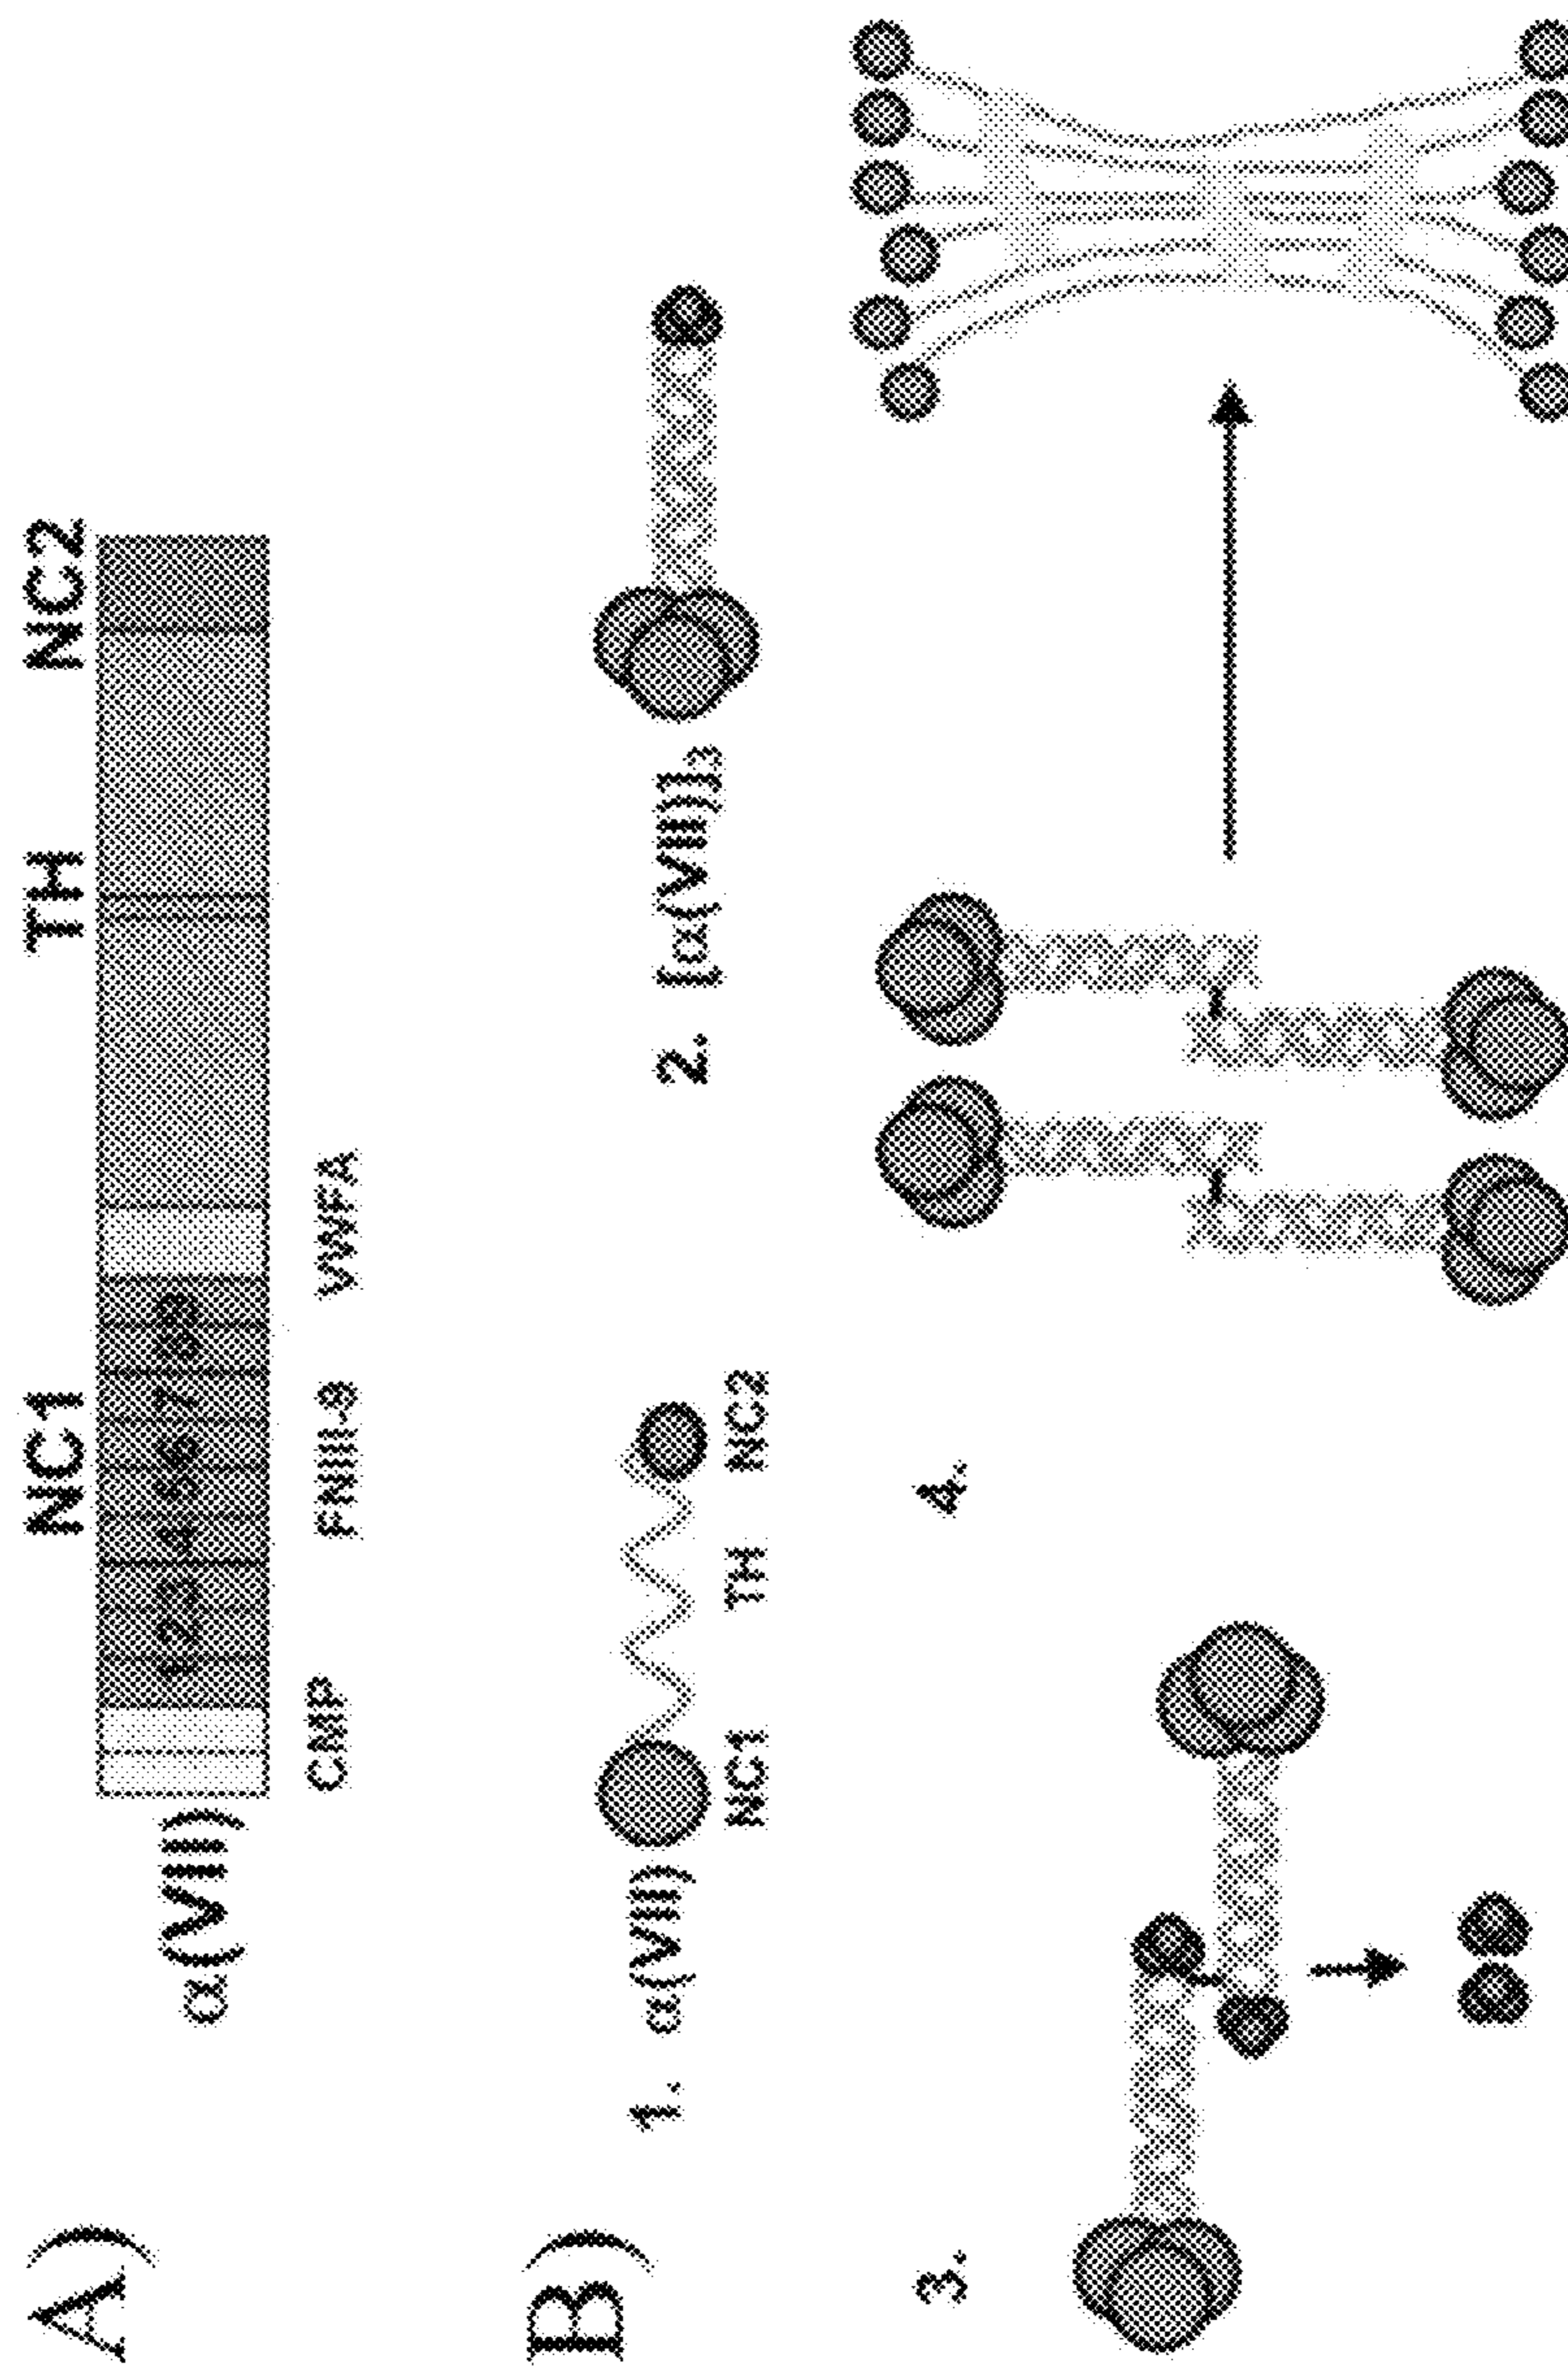 A)
NC1 TH NC2
α(VII)
1 2 3 4 5 6 7 8 9
CMP FNIII-9 VWFA
B)
1. α(VII)
NC1 TH NC2
2. [α(VII)]3
3.
4.